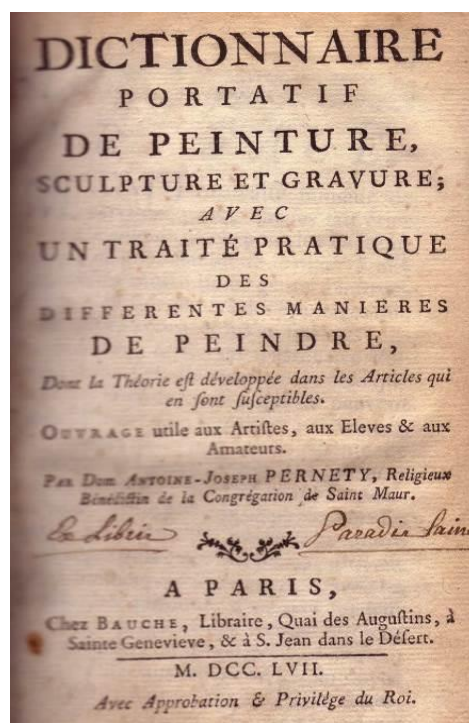 DICTIONNAIRE
PORTATIF
DE PEINTURE,
SCULPTURE ET GRAVURE;
AVEC
UN TRAITÉ PRATIQUE
DES
DIFFERENTES MANIERES
DE PEINDRE,
Dont la Théorie eſt développée dans les Articles qui
en ſont ſuſceptibles.
OUVRAGE utile aux Artiſtes, aux Eleves & aux
Amateurs.
PAR Dom ANTOINE-JOSEPH PERNETY, Religieux
Bénédictin de la Congrégation de Saint Maur.
Ex Libris Paradis
A PARIS,
Chez BAUCHE, Libraire, Quai des Auguſtins, à
Sainte Genevieve, & à S. Jean dans le Déſert.
M. DCC. LVII.
Avec Approbation & Privilége du Roi.